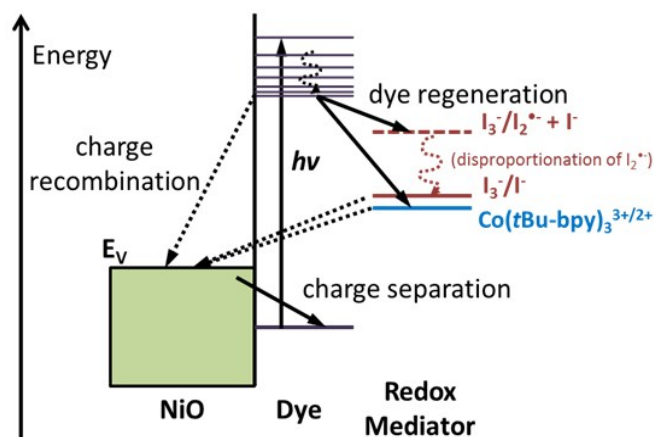 Energy
dye regeneration
I₃⁻/I₂•⁻ + I⁻
charge
recombination
hν
(disproportionation of I₂•⁻)
I₃⁻/I⁻
Co(tBu-bpy)₃³⁺/²⁺
Eᵥ
charge separation
NiO
Dye
Redox
Mediator